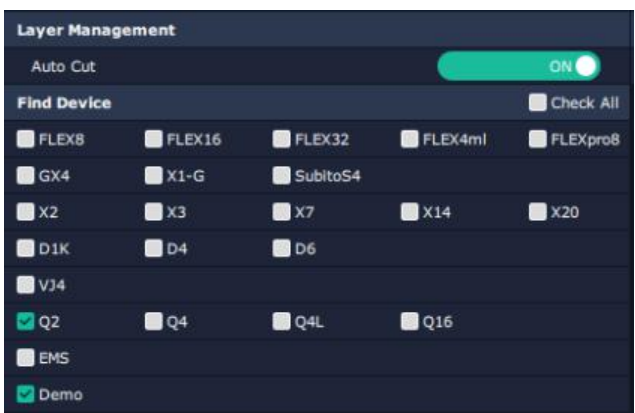 Layer Management
Auto Cut ON
Find Device Check All
FLEX8 FLEX16 FLEX32 FLEX4ml FLEXpro8
GX4 X1-G SubitoS4
X2 X3 X7 X14 X20
D1K D4 D6
VJ4
Q2 Q4 Q4L Q16
EMS
Demo